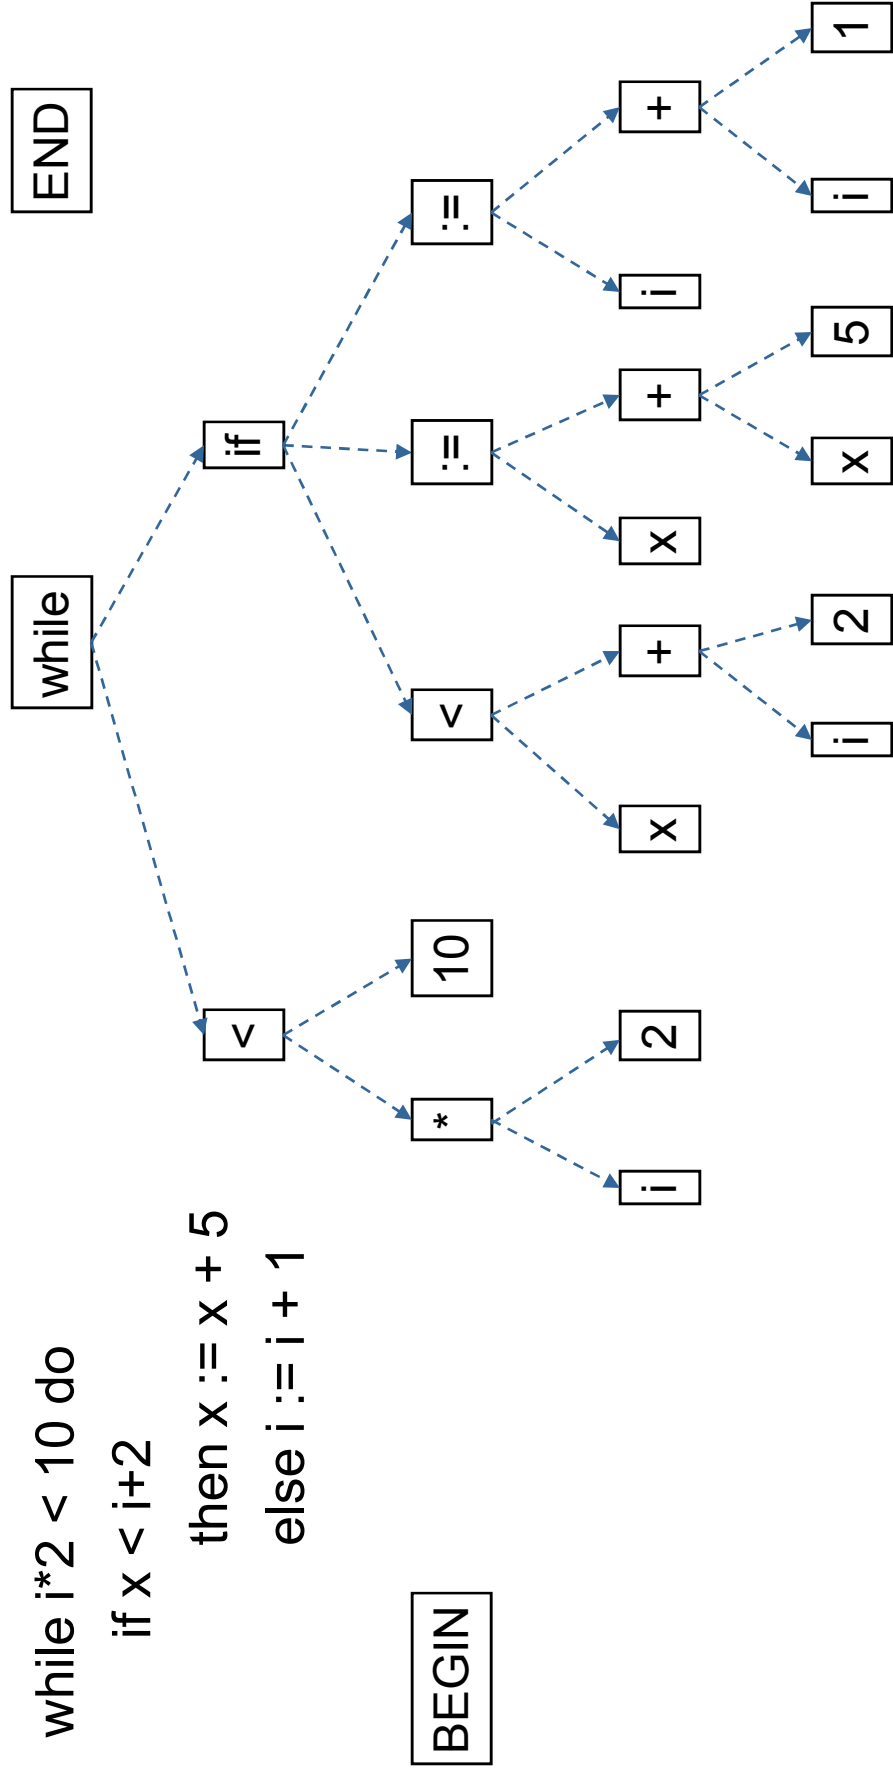 while i*2 < 10 do
if x < i+2
then x := x + 5
else i := i + 1
while
END
<
if
BEGIN
*
10
<
:=
:=
i
2
x
+
x
+
i
+
i
2
x
5
i
1